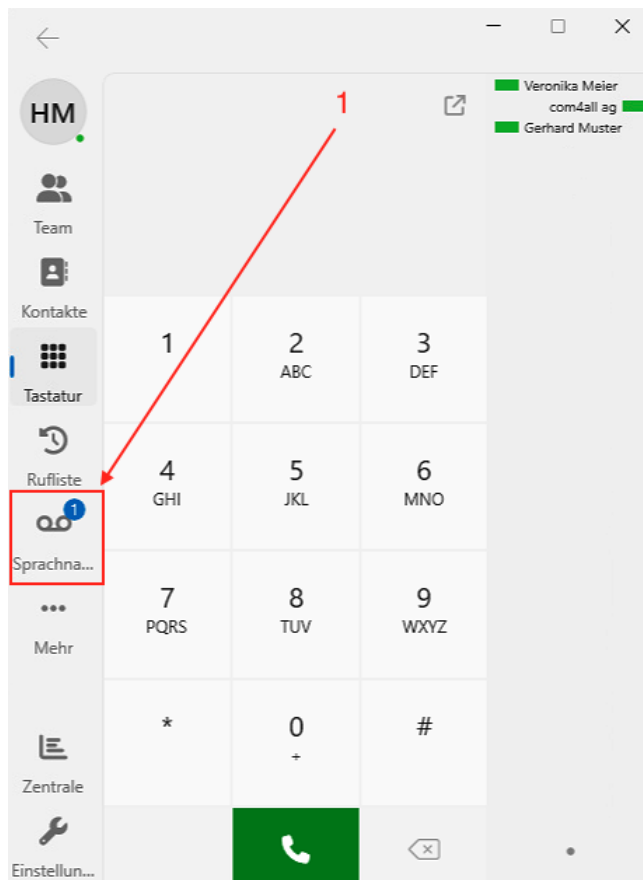 HM
Team
Kontakte
Tastatur
Rufliste
1
Sprachna...
Mehr
Zentrale
Einstellun...
1
1
2
ABC
3
DEF
4
GHI
5
JKL
6
MNO
7
PQRS
8
TUV
9
WXYZ
*
0
+
#
Veronika Meier
com4all ag
Gerhard Muster